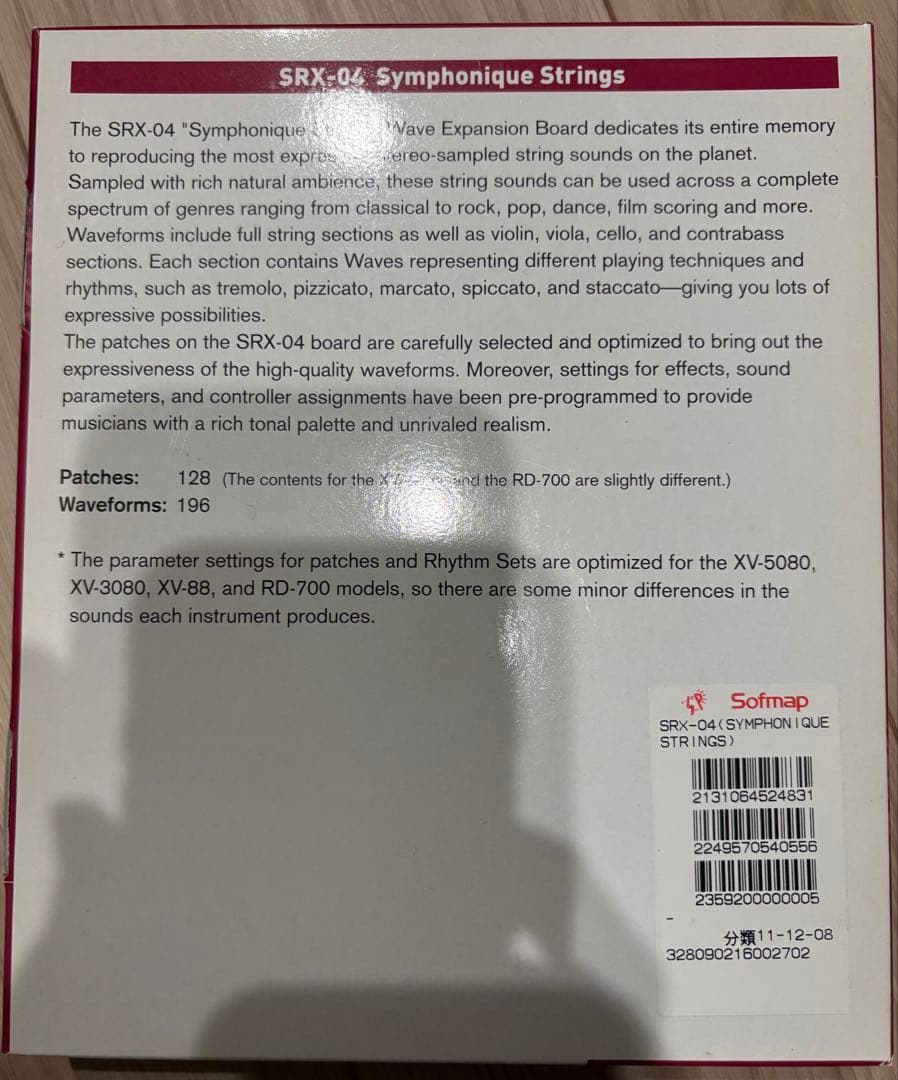 SRX-04 Symphonique Strings
The SRX-04 "Symphonique Wave Expansion Board dedicates its entire memory
to reproducing the most string sounds on the planet.
Sampled with rich natural ambience, these string sounds can be used across a complete
spectrum of genres ranging from classical to rock, pop, dance, film scoring and more.
Waveforms include full string sections as well as violin, viola, cello, and contrabass
sections. Each section contains Waves representing different playing techniques and
rhythms, such as tremolo, pizzicato, marcato, spiccato, and staccato—giving you lots of
expressive possibilities.
The patches on the SRX-04 board are carefully selected and optimized to bring out the
expressiveness of the high-quality waveforms. Moreover, settings for effects, sound
parameters, and controller assignments have been pre-programmed to provide
musicians with a rich tonal palette and unrivaled realism.
Patches: 128 (The contents for the and the RD-700 are slightly different.)
Waveforms: 196
* The parameter settings for patches and Rhythm Sets are optimized for the XV-5080,
XV-3080, XV-88, and RD-700 models, so there are some minor differences in the
sounds each instrument produces.
Sofmap
SRX-04(SYMPHONIQUE
STRINGS)
2131064524831
2249570540556
2359200000005
-
分類11-12-08
328090216002702